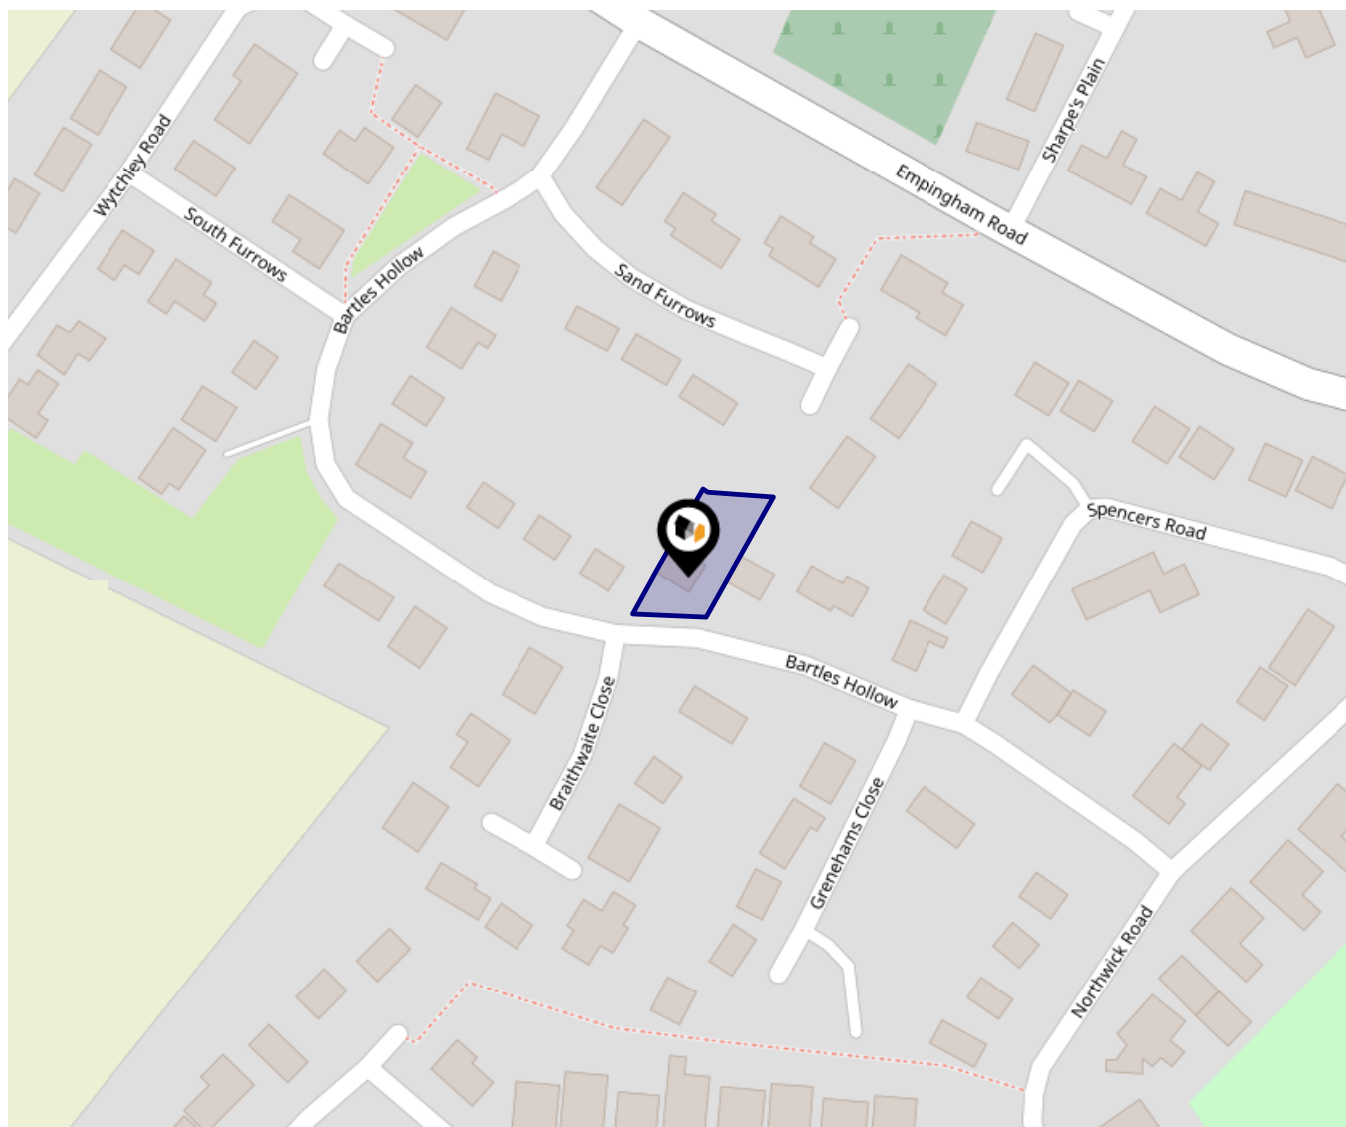 Sharpe's Plain
Wytchley Road
Empingham Road
South Furrows
Bartles Hollow
Sand Furrows
Spencers Road
Bartles Hollow
Braithwaite Close
Grenehams Close
Northwick Road